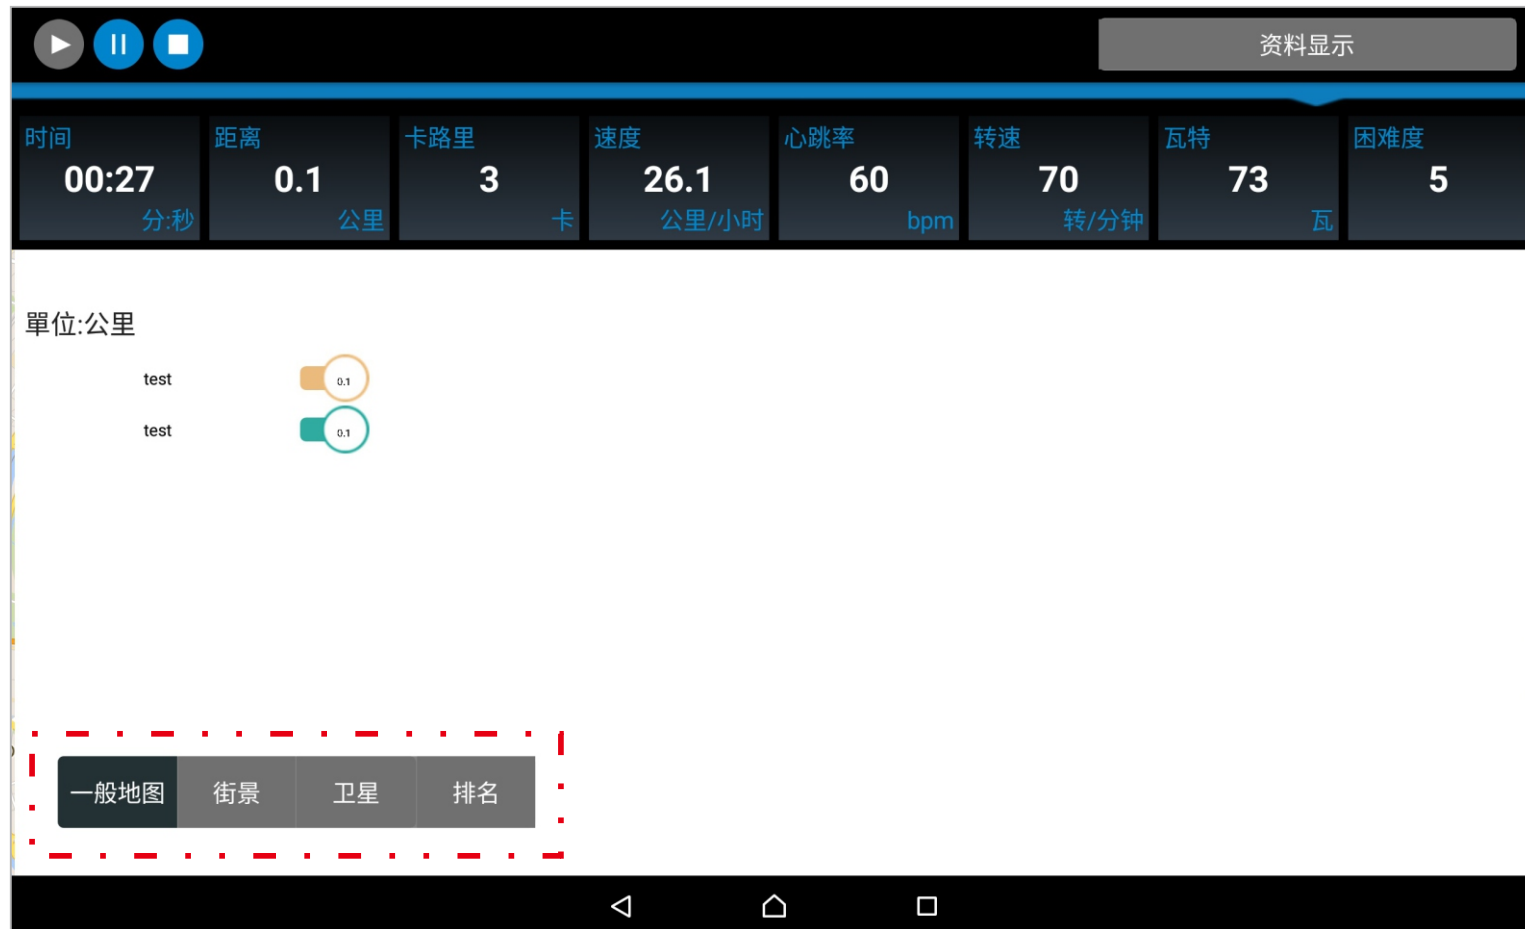 资料显示
时间 距离 卡路里 速度 心跳率 转速 瓦特 困难度
00:27 0.1 3 26.1 60 70 73 5
分:秒 公里 卡 公里/小时 bpm 转/分钟 瓦
單位:公里
test 0.1
test 0.1
一般地图 街景 卫星 排名